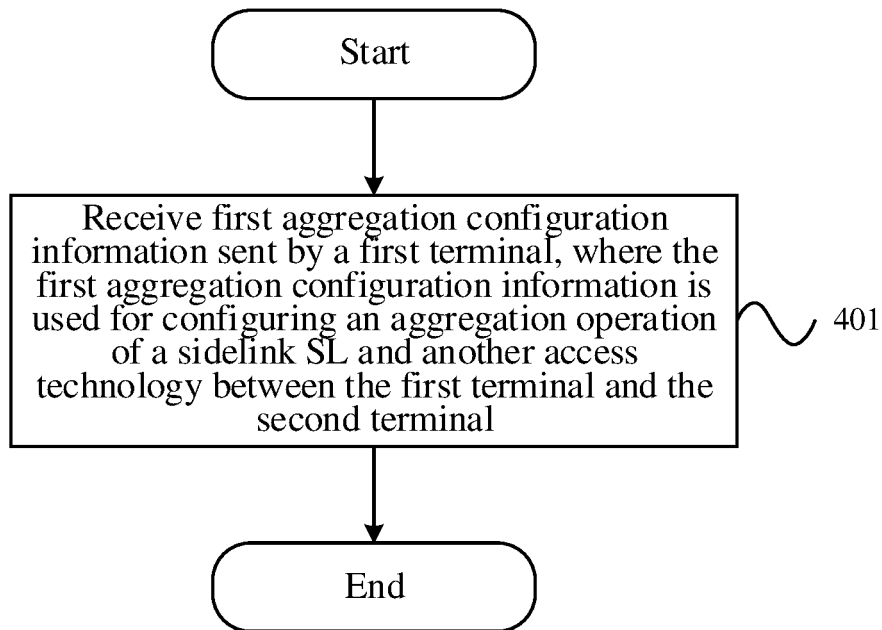 Start
Receive first aggregation configuration
information sent by a first terminal, where the
first aggregation configuration information is
used for configuring an aggregation operation
of a sidelink SL and another access
technology between the first terminal and the
second terminal
401
End